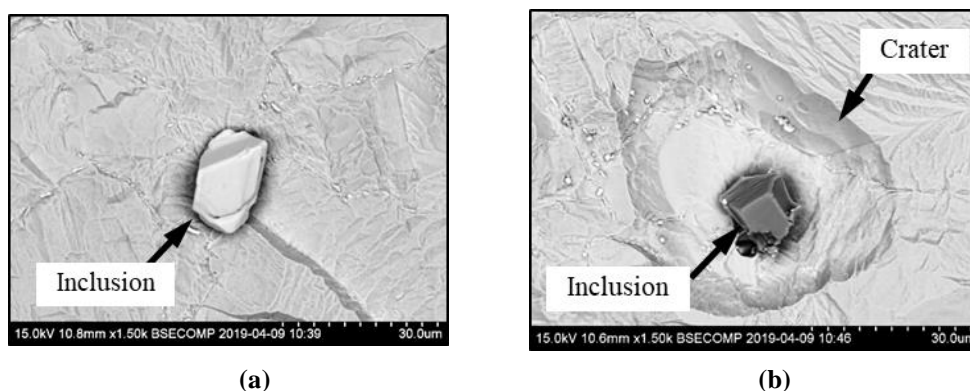 Inclusion
15.0kV 10.8mm x1.50k BSECOMP 2019-04-09 10:39
30.0um
(a)
Crater
Inclusion
15.0kV 10.6mm x1.50k BSECOMP 2019-04-09 10:46
30.0um
(b)